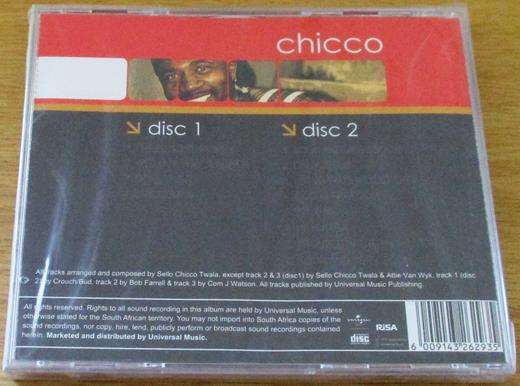 chicco
disc 1
disc 2
All tracks arranged and composed by Sello Chicco Twala, except track 2 & 3 (disc1) by Sello Chicco Twala & Attie Van Wyk, track 1 (disc
2) by Crouch/Bud, track 2 by Bob Farrell & track 3 by Com J Watson. All tracks published by Universal Music Publishing.
All rights reserved. Rights to all sound recording in this album are held by Universal Music, unless
otherwise stated for the South African territory. You may not import into South Africa copies of the
sound recordings, nor copy, hire, lend, publicly perform or broadcast sound recordings contained
herein. Marketed and distributed by Universal Music.
RiSA
disc
6 009143 262935